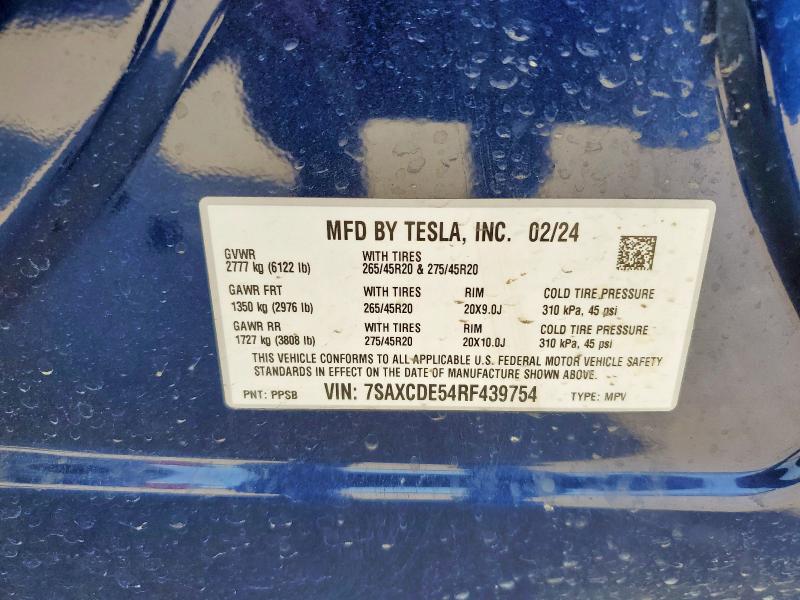 MFD BY TESLA, INC. 02/24
GVWR WITH TIRES
2777 kg (6122 lb) 265/45R20 & 275/45R20
GAWR FRT WITH TIRES RIM COLD TIRE PRESSURE
1350 kg (2976 lb) 265/45R20 20X9.0J 310 kPa, 45 psi
GAWR RR WITH TIRES RIM COLD TIRE PRESSURE
1727 kg (3808 lb) 275/45R20 20X10.0J 310 kPa, 45 psi
THIS VEHICLE CONFORMS TO ALL APPLICABLE U.S. FEDERAL MOTOR VEHICLE SAFETY
STANDARDS IN EFFECT ON THE DATE OF MANUFACTURE SHOWN ABOVE.
PNT: PPSB VIN: 7SAXCDE54RF439754 TYPE: MPV